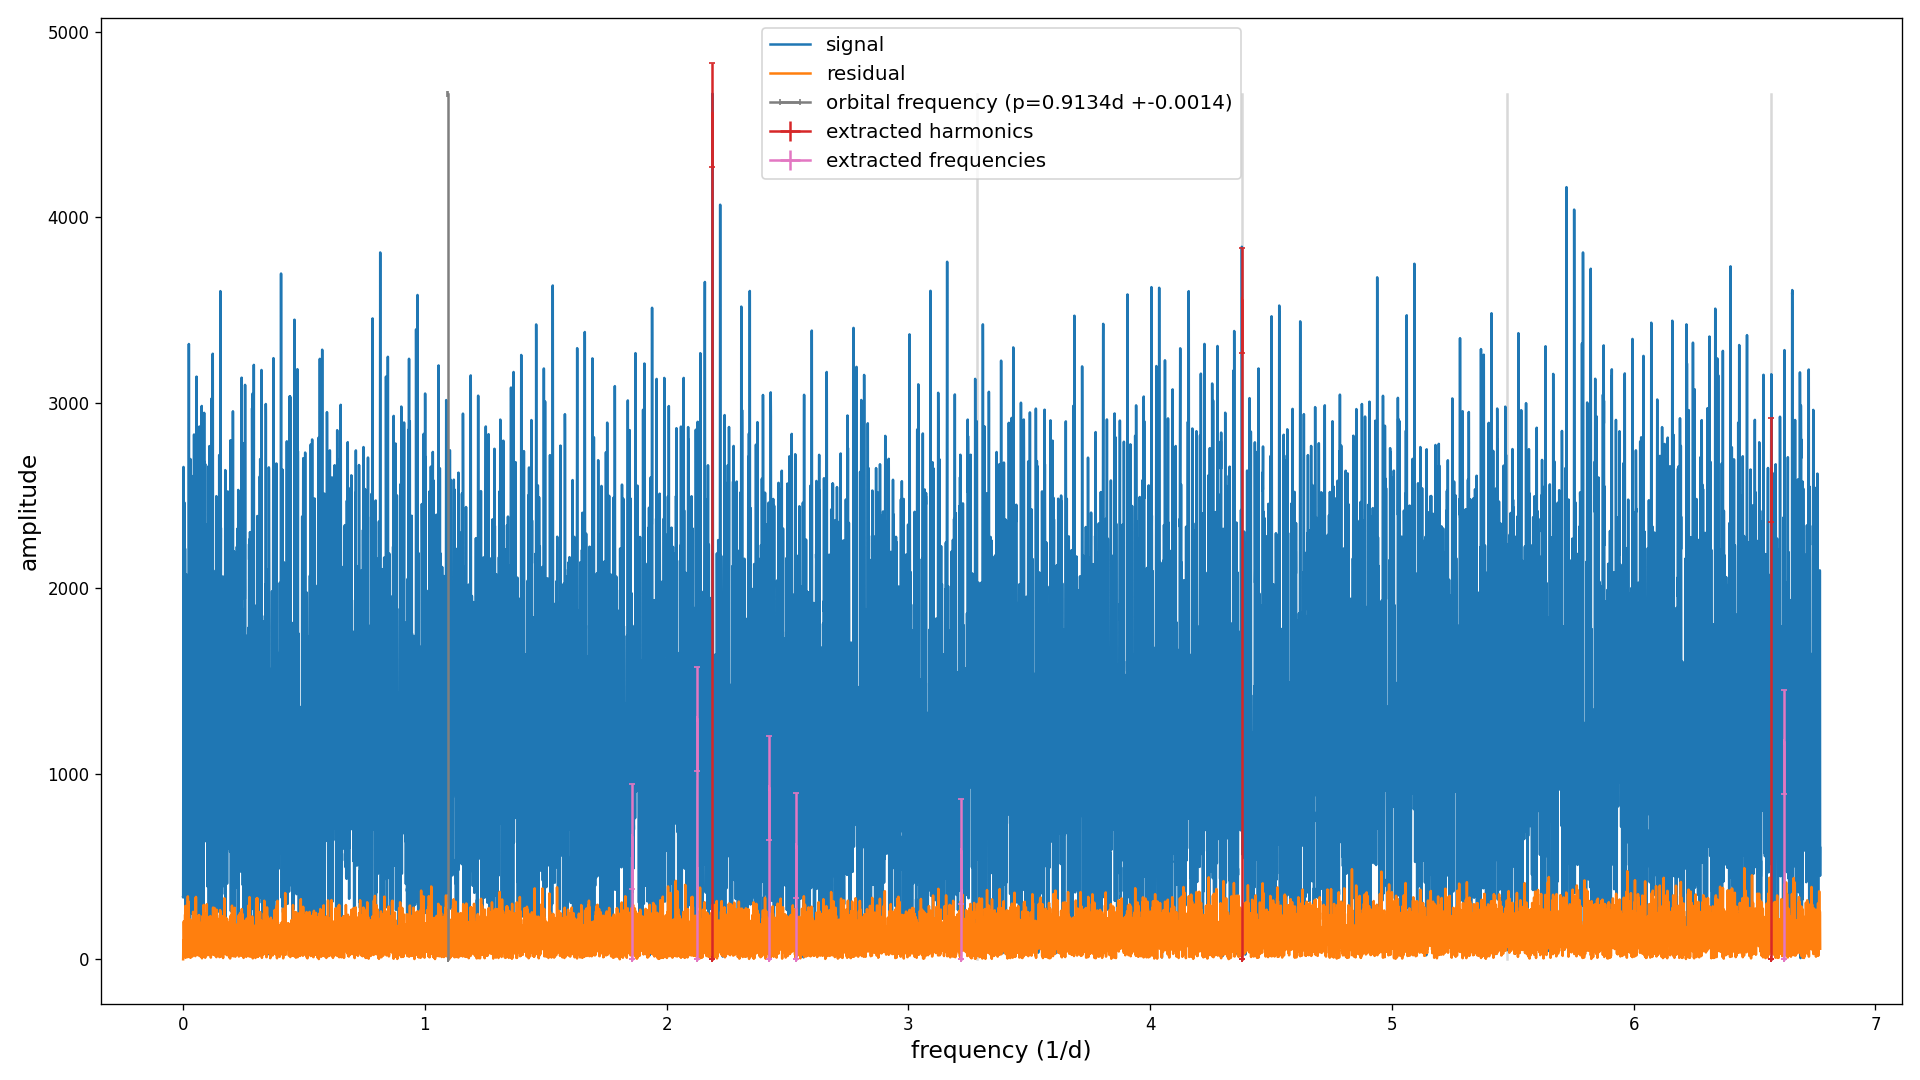 signal
residual
orbital frequency (p=0.9134d +-0.0014)
extracted harmonics
extracted frequencies
5000
4000
3000
2000
1000
0
amplitude
0 1 2 3 4 5 6 7
frequency (1/d)